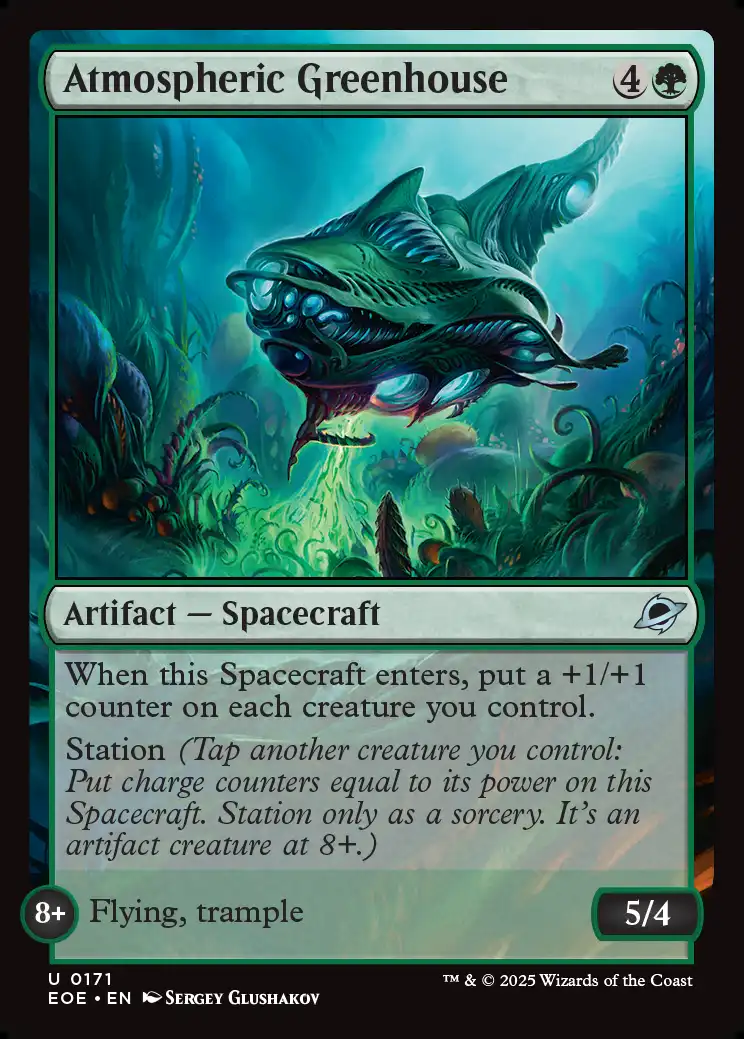 Atmospheric Greenhouse 4
Artifact — Spacecraft
When this Spacecraft enters, put a +1/+1
counter on each creature you control.
Station (Tap another creature you control:
Put charge counters equal to its power on this
Spacecraft. Station only as a sorcery. It's an
artifact creature at 8+.)
8+ Flying, trample 5/4
U 0171
EOE • EN Sergey Glushakov
™ & © 2025 Wizards of the Coast